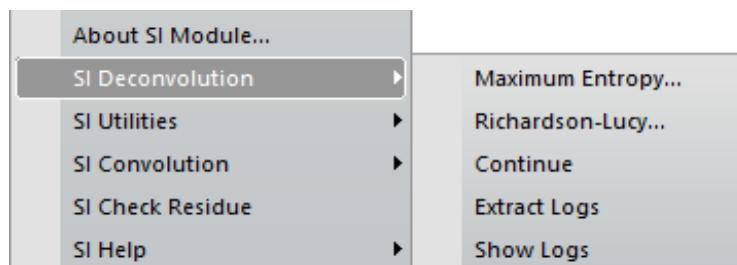 About SI Module...
SI Deconvolution
SI Utilities
SI Convolution
SI Check Residue
SI Help
Maximum Entropy...
Richardson-Lucy...
Continue
Extract Logs
Show Logs